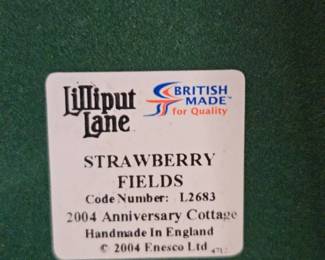 Lilliput
Lane
BRITISH
MADE™
for Quality
STRAWBERRY
FIELDS
Code Number: L2683
2004 Anniversary Cottage
Handmade In England
© 2004 Enesco Ltd